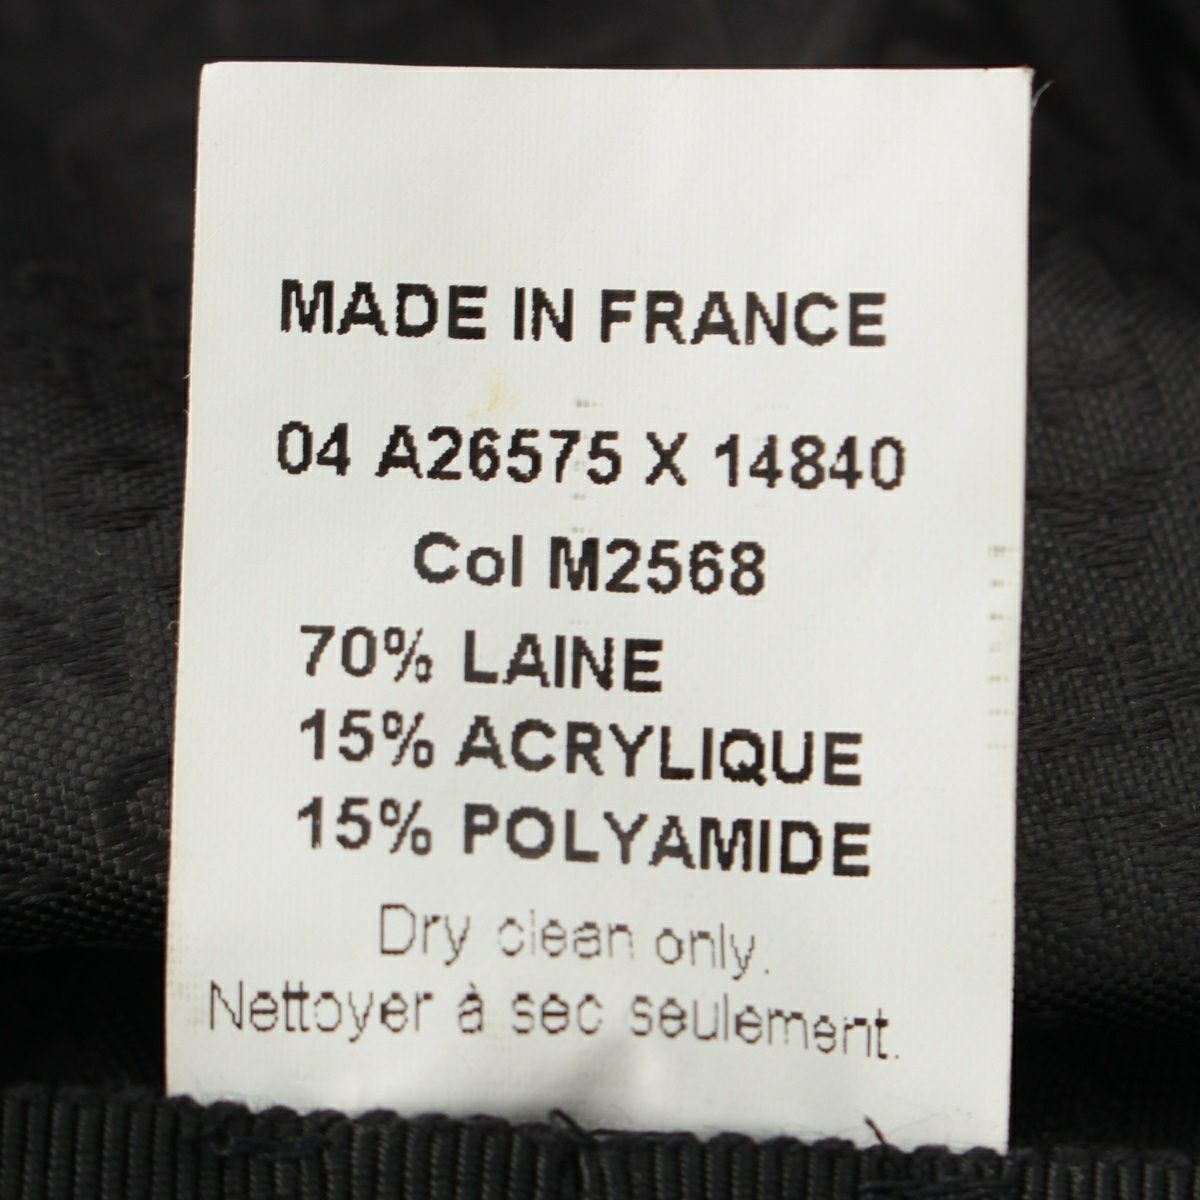 MADE IN FRANCE
04 A26575 X 14840
Col M2568
70% LAINE
15% ACRYLIQUE
15% POLYAMIDE
Dry clean only.
Nettoyer à sec seulement.